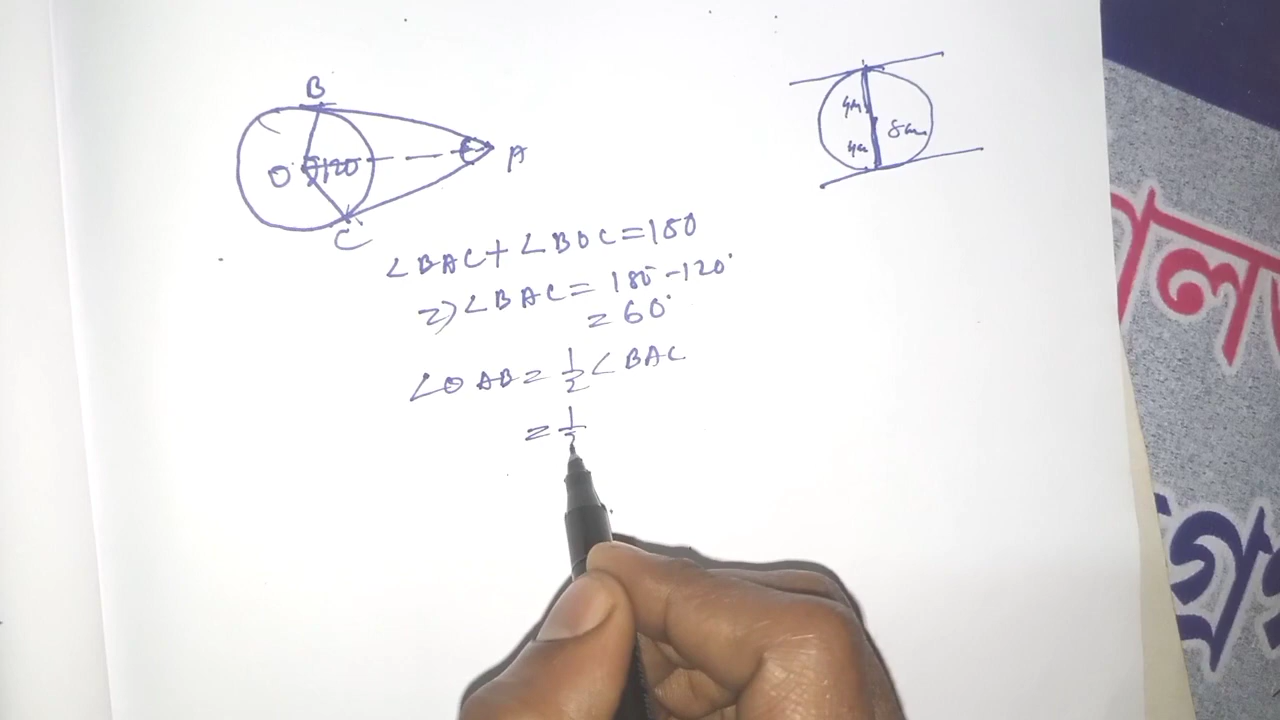 B
O 120
A
C
4cm
8cm
4cm
∠BAC + ∠BOC = 180
⇒) ∠BAC = 180° - 120°
= 60°
∠OAB = 1/2 ∠BAC
= 1/2